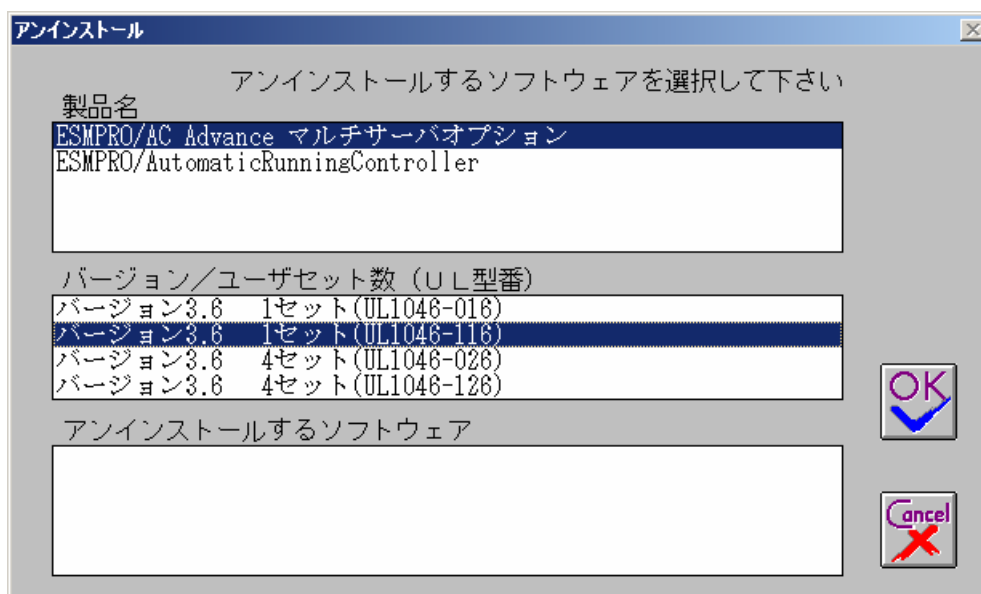 アンインストール
アンインストールするソフトウェアを選択して下さい
製品名
ESMPRO/AC Advance マルチサーバオプション
ESMPRO/AutomaticRunningController
バージョン／ユーザセット数（ＵＬ型番）
バージョン3.6　1セット(UL1046-016)
バージョン3.6　1セット(UL1046-116)
バージョン3.6　4セット(UL1046-026)
バージョン3.6　4セット(UL1046-126)
OK
アンインストールするソフトウェア
Cancel